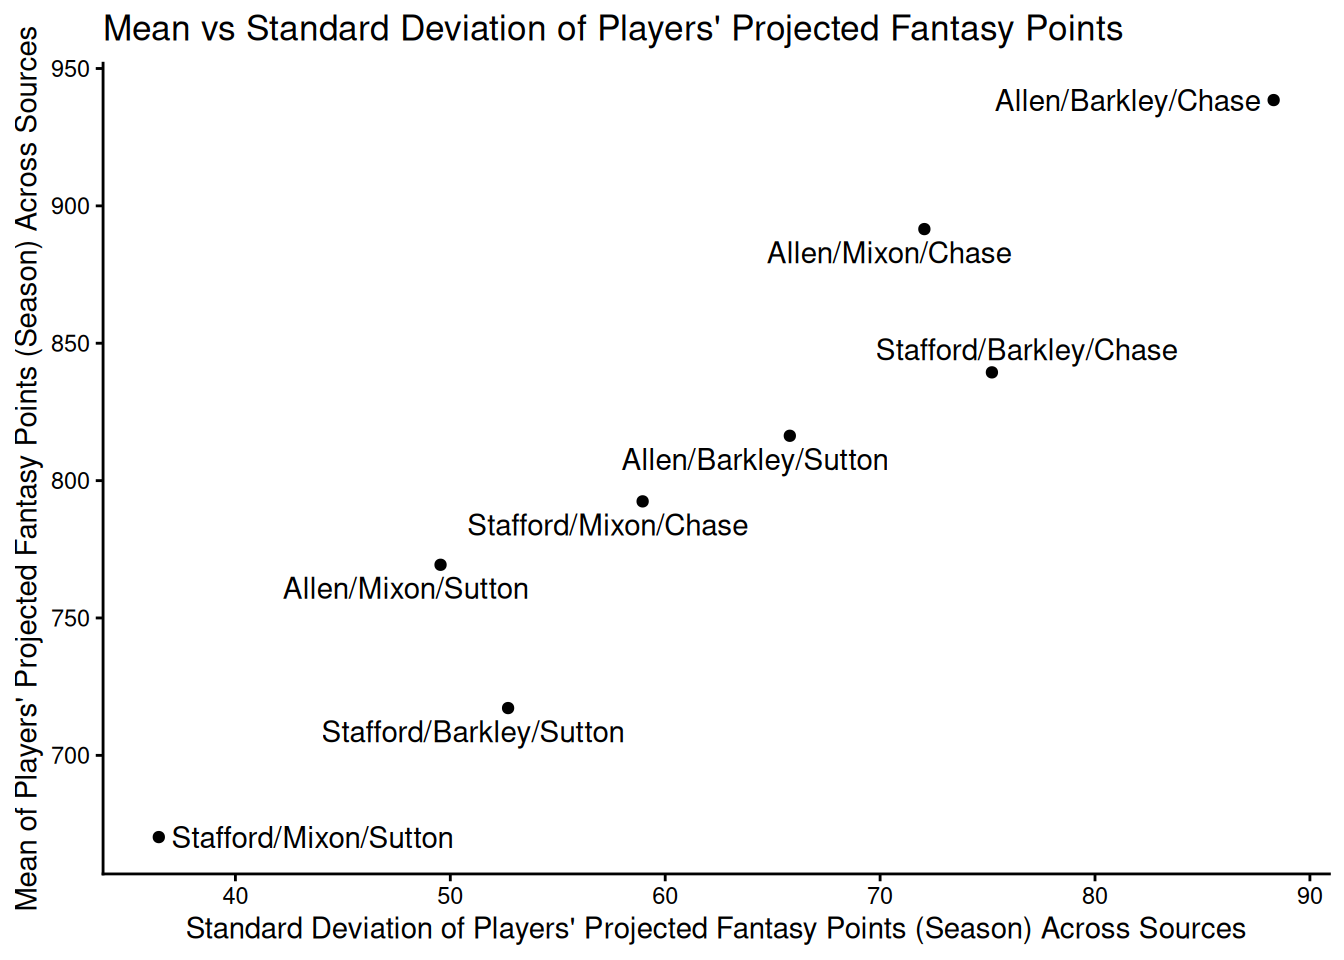 Mean vs Standard Deviation of Players' Projected Fantasy Points
Mean of Players' Projected Fantasy Points (Season) Across Sources
950
900
850
800
750
700
Allen/Barkley/Chase
Allen/Mixon/Chase
Stafford/Barkley/Chase
Allen/Barkley/Sutton
Stafford/Mixon/Chase
Allen/Mixon/Sutton
Stafford/Barkley/Sutton
Stafford/Mixon/Sutton
40 50 60 70 80 90
Standard Deviation of Players' Projected Fantasy Points (Season) Across Sources